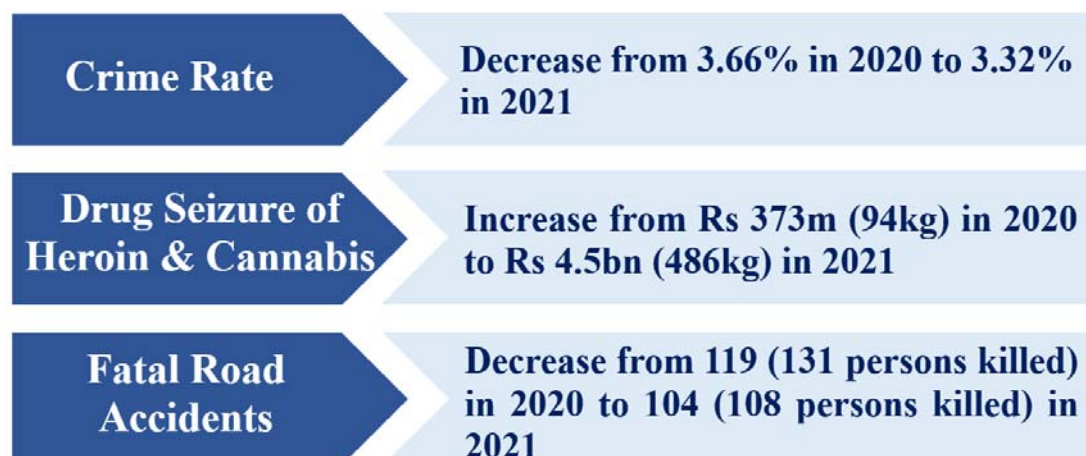 Crime Rate
Decrease from 3.66% in 2020 to 3.32%
in 2021
Drug Seizure of
Heroin & Cannabis
Increase from Rs 373m (94kg) in 2020
to Rs 4.5bn (486kg) in 2021
Fatal Road
Accidents
Decrease from 119 (131 persons killed)
in 2020 to 104 (108 persons killed) in
2021